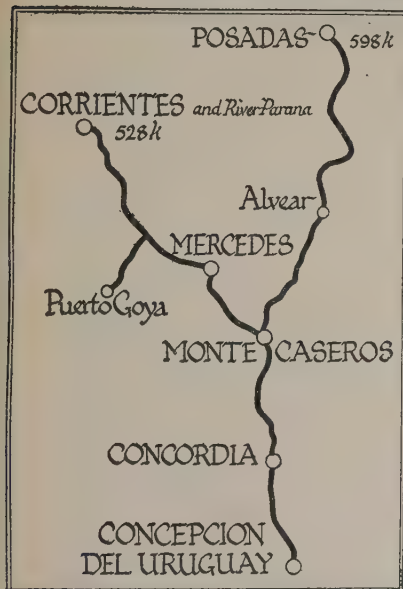 POSADAS
598k
CORRIENTES and River Parana
528k
Alvear
MERCEDES
Puerto Goya
MONTE CASEROS
CONCORDIA
CONCEPCION
DEL URUGUAY